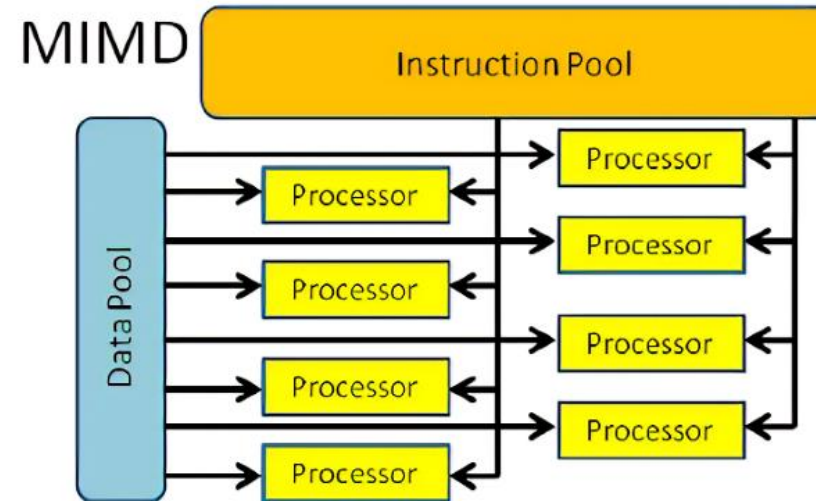 MIMD
Instruction Pool
Data Pool
Processor
Processor
Processor
Processor
Processor
Processor
Processor
Processor